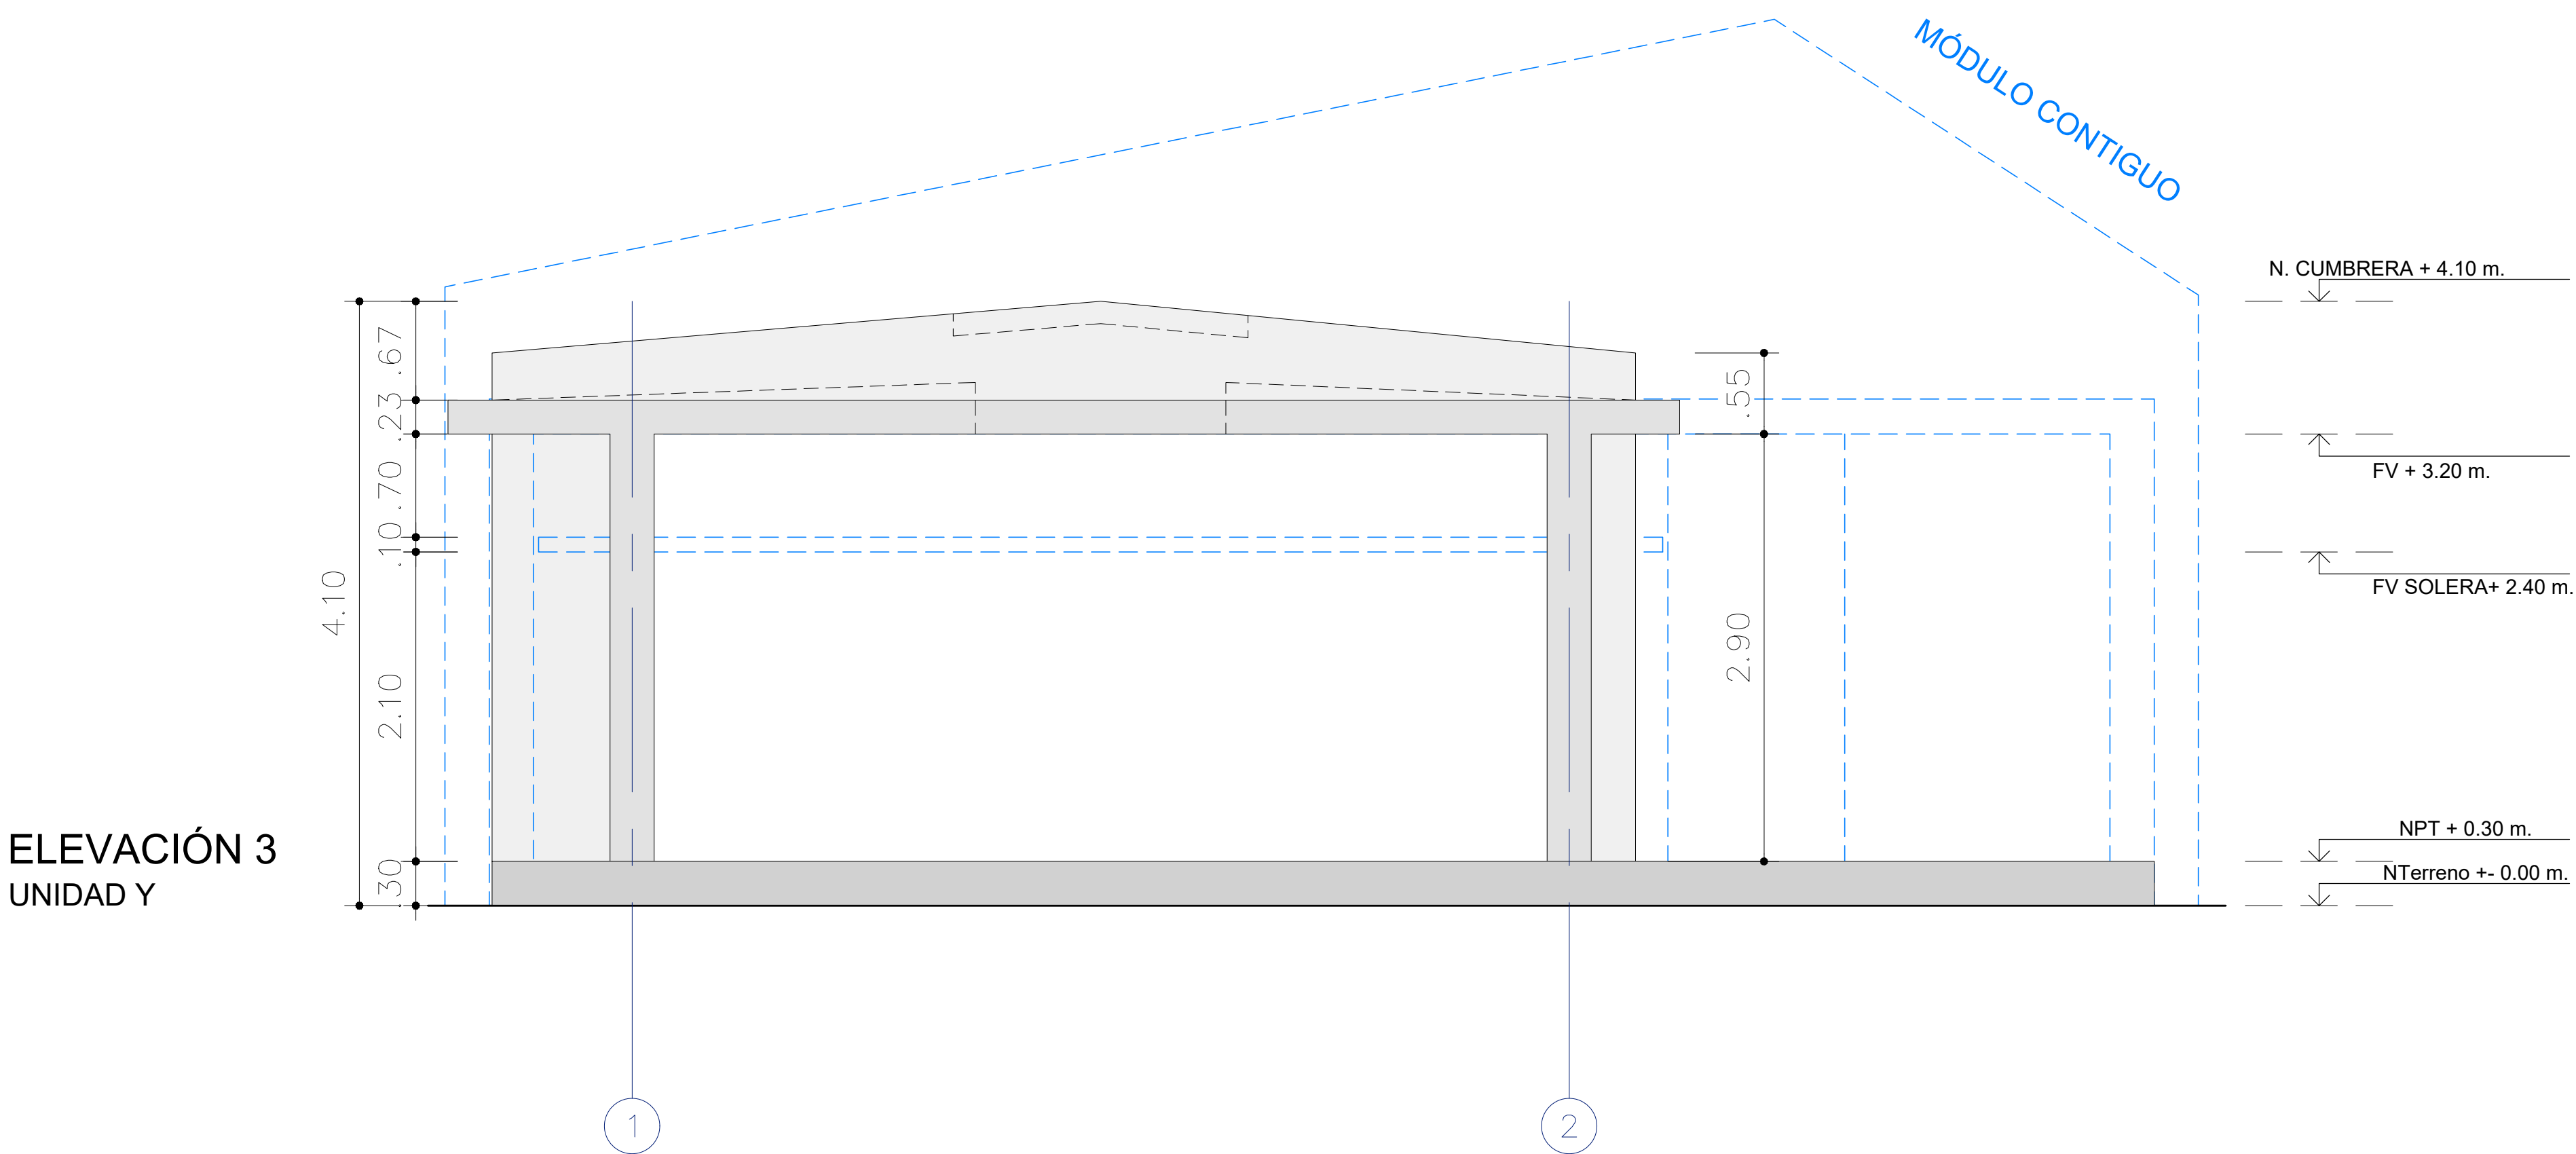 MÓDULO CONTIGUO
N. CUMBRERA + 4.10 m.
.67
.55
.23
FV + 3.20 m.
.70
.10
FV SOLERA+ 2.40 m.
4.10
2.90
2.10
NPT + 0.30 m.
ELEVACIÓN 3
NTerreno +- 0.00 m.
.30
UNIDAD Y
1
2